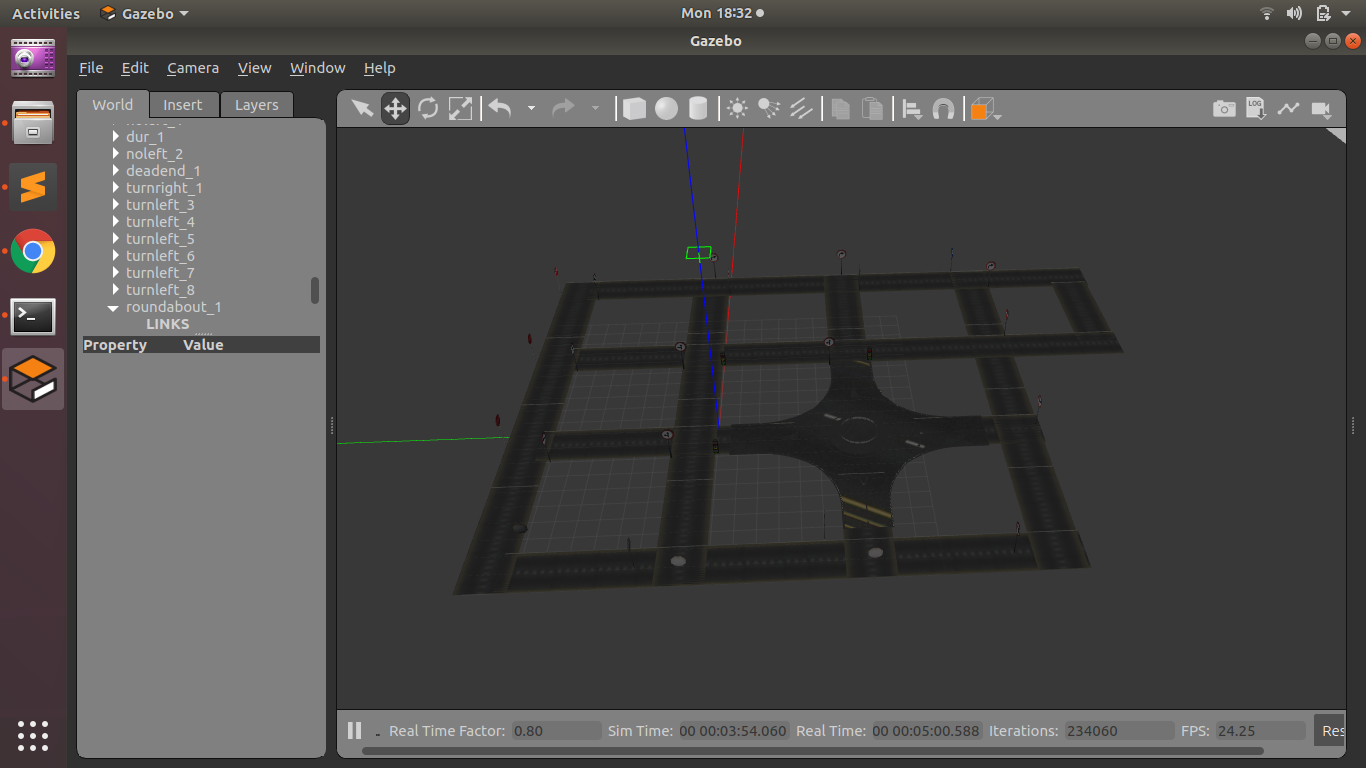 Activities Gazebo Mon 18:32
Gazebo
File Edit Camera View Window Help
World Insert Layers
dur_1
noleft_2
deadend_1
turnright_1
turnleft_3
turnleft_4
turnleft_5
turnleft_6
turnleft_7
turnleft_8
roundabout_1
LINKS
Property Value
LOG
Real Time Factor: 0.80 Sim Time: 00 00:03:54.060 Real Time: 00 00:05:00.588 Iterations: 234060 FPS: 24.25 Res